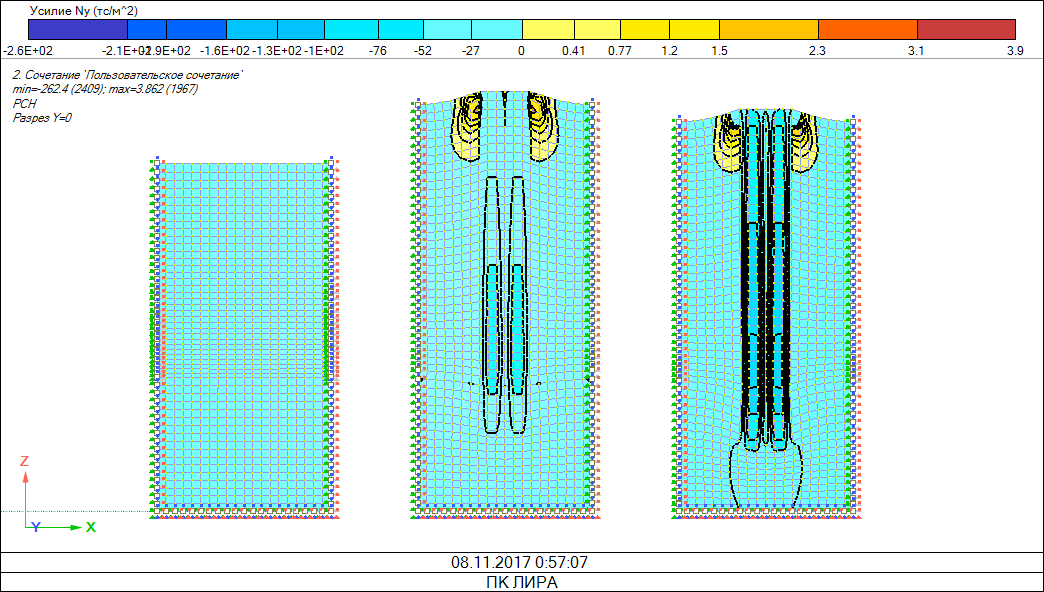 Усилие Ny (тс/м^2)
-2.6E+02 -2.1E+02 -1.9E+02 -1.6E+02 -1.3E+02 -1E+02 -76 -52 -27 0 0.41 0.77 1.2 1.5 2.3 3.1 3.9
2. Сочетание `Пользовательское сочетание`
min=-262.4 (2409); max=3.862 (1967)
РСН
Разрез Y=0
Z
Y X
08.11.2017 0:57:07
ПК ЛИРА